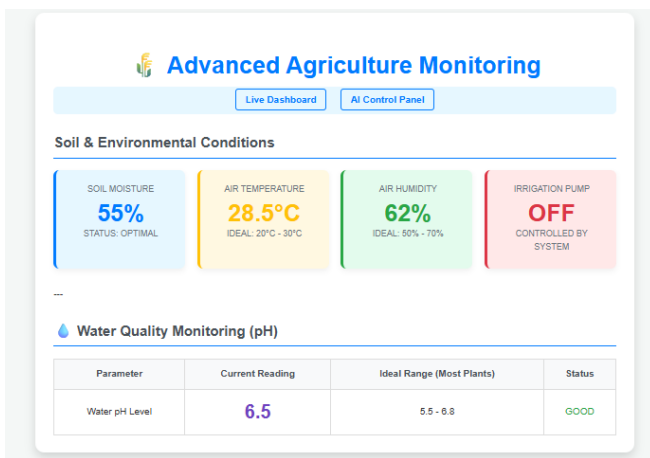 Advanced Agriculture Monitoring
Live Dashboard
AI Control Panel
Soil & Environmental Conditions
SOIL MOISTURE
55%
STATUS: OPTIMAL
AIR TEMPERATURE
28.5°C
IDEAL: 20°C - 30°C
AIR HUMIDITY
62%
IDEAL: 50% - 70%
IRRIGATION PUMP
OFF
CONTROLLED BY
SYSTEM
---
Water Quality Monitoring (pH)
Parameter Current Reading Ideal Range (Most Plants) Status
Water pH Level 6.5 5.5 - 6.8 GOOD